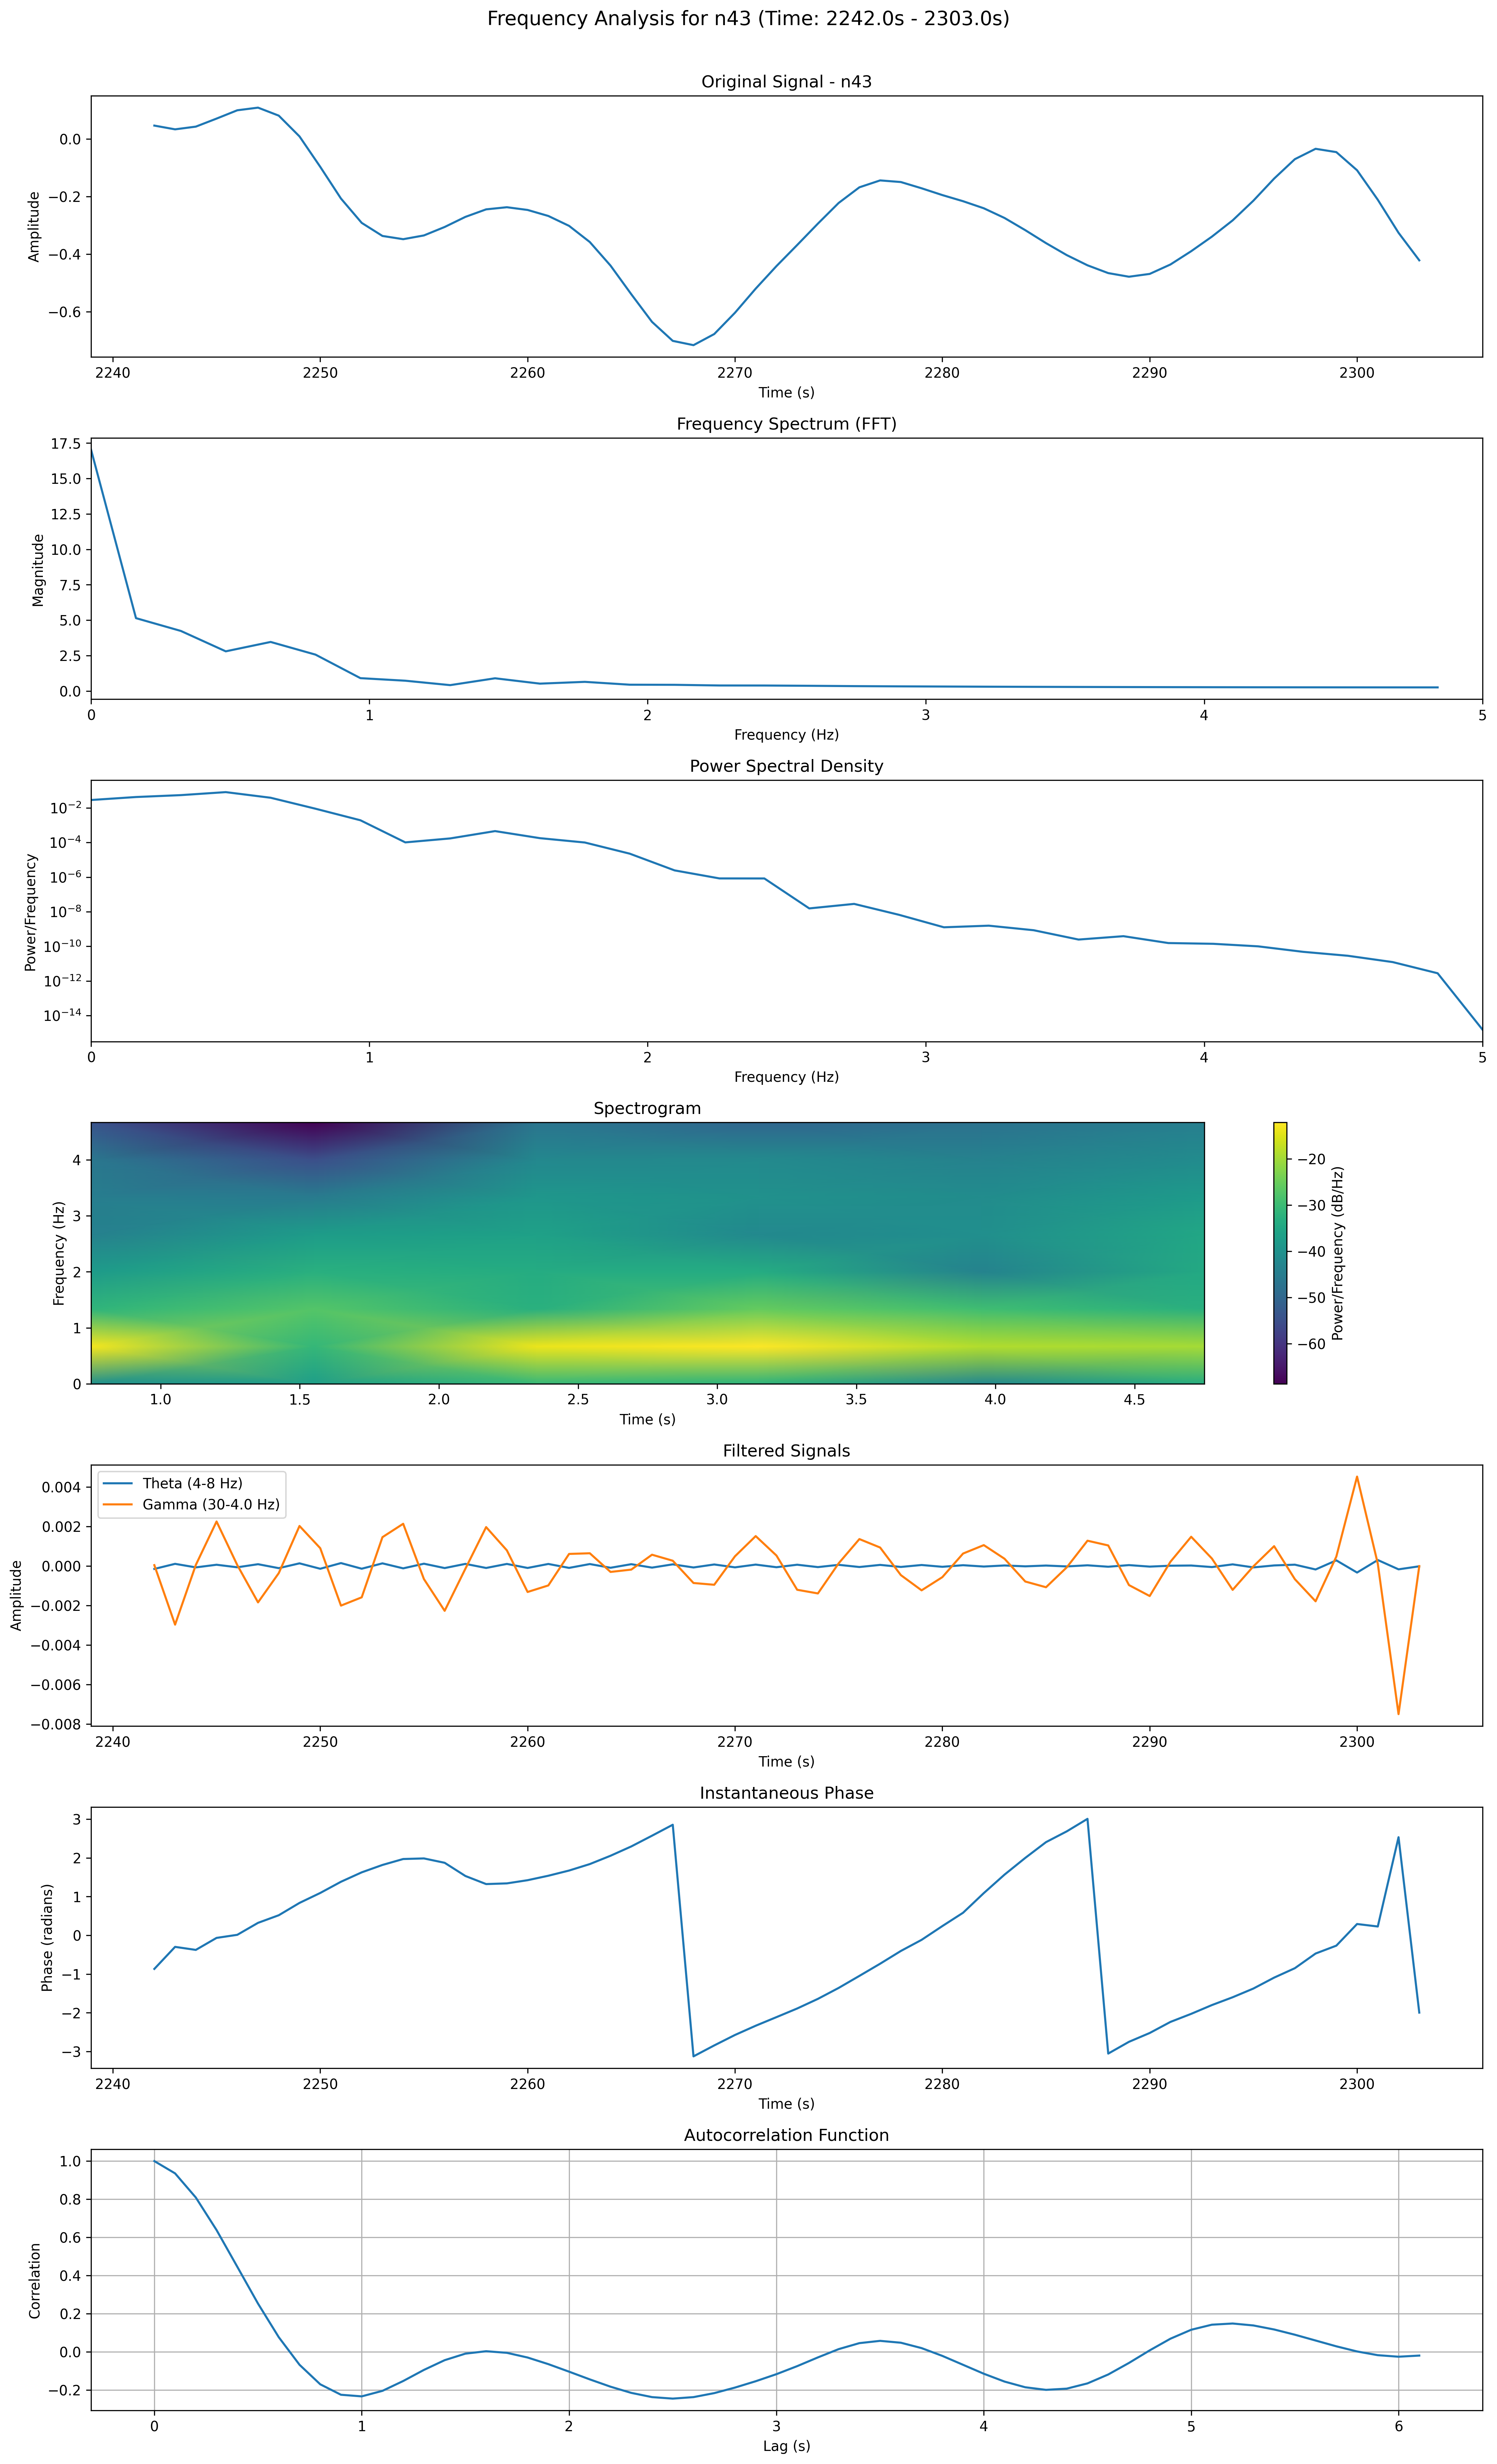 Frequency Analysis for n43 (Time: 2242.0s - 2303.0s)
Original Signal - n43
Amplitude
0.0
−0.2
−0.4
−0.6
2240 2250 2260 2270 2280 2290 2300
Time (s)
Frequency Spectrum (FFT)
Magnitude
17.5
15.0
12.5
10.0
7.5
5.0
2.5
0.0
0 1 2 3 4 5
Frequency (Hz)
Power Spectral Density
Power/Frequency
10⁻²
10⁻⁴
10⁻⁶
10⁻⁸
10⁻¹⁰
10⁻¹²
10⁻¹⁴
0 1 2 3 4 5
Frequency (Hz)
Spectrogram
Frequency (Hz)
4
3
2
1
0
1.0 1.5 2.0 2.5 3.0 3.5 4.0 4.5
Time (s)
−20
−30
−40
−50
−60
Power/Frequency (dB/Hz)
Filtered Signals
Theta (4-8 Hz)
Gamma (30-4.0 Hz)
Amplitude
0.004
0.002
0.000
−0.002
−0.004
−0.006
−0.008
2240 2250 2260 2270 2280 2290 2300
Time (s)
Instantaneous Phase
Phase (radians)
3
2
1
0
−1
−2
−3
2240 2250 2260 2270 2280 2290 2300
Time (s)
Autocorrelation Function
Correlation
1.0
0.8
0.6
0.4
0.2
0.0
−0.2
0 1 2 3 4 5 6
Lag (s)